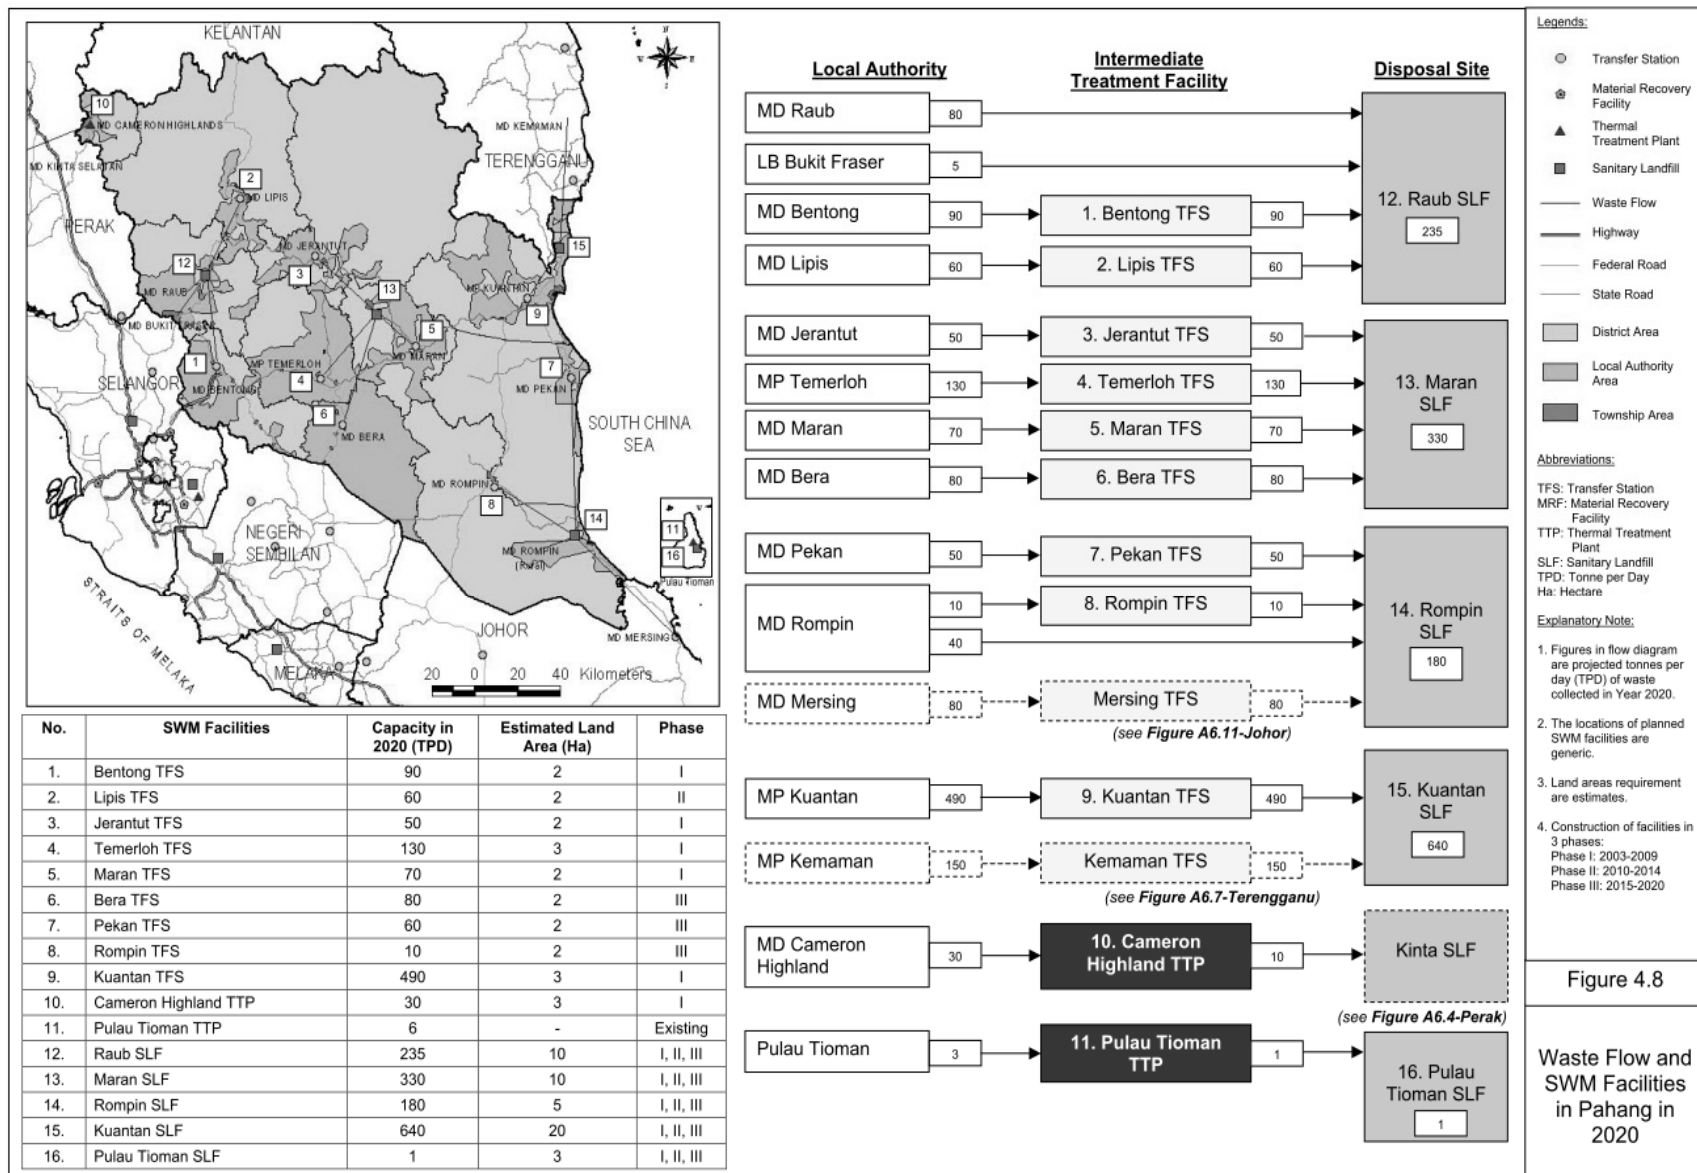 KELANTAN
N
W
E
S
10
MD CAMERON HIGHLANDS
MD KEMAMAN
MD KINTA SELATAN
TERENGGANU
2
MD LIPIS
PERAK
15
MD JERANTUT
12
3
13
MD RAUB
MP KUANTAN
9
MD BUKIT FRASER
5
1
MP TEMERLOH
MD MARAN
7
4
SELANGOR
MD BENTONG
MD PEKAN
6
SOUTH CHINA
SEA
MD BERA
MD ROMPIN
8
14
11
NEGERI
SEMBILAN
MD ROMPIN
(Rursl)
16
Pulau Tioman
STRAITS OF MELAKA
JOHOR
MD MERSING
MELAKA
20 0 20 40 Kilometers
No. SWM Facilities Capacity in 2020 (TPD) Estimated Land Area (Ha) Phase
1. Bentong TFS 90 2 I
2. Lipis TFS 60 2 II
3. Jerantut TFS 50 2 I
4. Temerloh TFS 130 3 I
5. Maran TFS 70 2 I
6. Bera TFS 80 2 III
7. Pekan TFS 60 2 III
8. Rompin TFS 10 2 III
9. Kuantan TFS 490 3 I
10. Cameron Highland TTP 30 3 I
11. Pulau Tioman TTP 6 - Existing
12. Raub SLF 235 10 I, II, III
13. Maran SLF 330 10 I, II, III
14. Rompin SLF 180 5 I, II, III
15. Kuantan SLF 640 20 I, II, III
16. Pulau Tioman SLF 1 3 I, II, III
Local Authority
Intermediate
Treatment Facility
Disposal Site
MD Raub 80
LB Bukit Fraser 5
MD Bentong 90 1. Bentong TFS 90
MD Lipis 60 2. Lipis TFS 60
12. Raub SLF
235
MD Jerantut 50 3. Jerantut TFS 50
MP Temerloh 130 4. Temerloh TFS 130
MD Maran 70 5. Maran TFS 70
MD Bera 80 6. Bera TFS 80
13. Maran
SLF
330
MD Pekan 50 7. Pekan TFS 50
MD Rompin 10 8. Rompin TFS 10
40
MD Mersing 80 Mersing TFS 80
(see Figure A6.11-Johor)
14. Rompin
SLF
180
MP Kuantan 490 9. Kuantan TFS 490
MP Kemaman 150 Kemaman TFS 150
(see Figure A6.7-Terengganu)
15. Kuantan
SLF
640
MD Cameron
Highland
30
10. Cameron
Highland TTP
10
Kinta SLF
(see Figure A6.4-Perak)
Pulau Tioman 3
11. Pulau Tioman
TTP
1
16. Pulau
Tioman SLF
1
Legends:
Transfer Station
Material Recovery
Facility
Thermal
Treatment Plant
Sanitary Landfill
Waste Flow
Highway
Federal Road
State Road
District Area
Local Authority
Area
Township Area
Abbreviations:
TFS: Transfer Station
MRF: Material Recovery
Facility
TTP: Thermal Treatment
Plant
SLF: Sanitary Landfill
TPD: Tonne per Day
Ha: Hectare
Explanatory Note:
1. Figures in flow diagram
are projected tonnes per
day (TPD) of waste
collected in Year 2020.
2. The locations of planned
SWM facilities are
generic.
3. Land areas requirement
are estimates.
4. Construction of facilities in
3 phases:
Phase I: 2003-2009
Phase II: 2010-2014
Phase III: 2015-2020
Figure 4.8
Waste Flow and
SWM Facilities
in Pahang in
2020